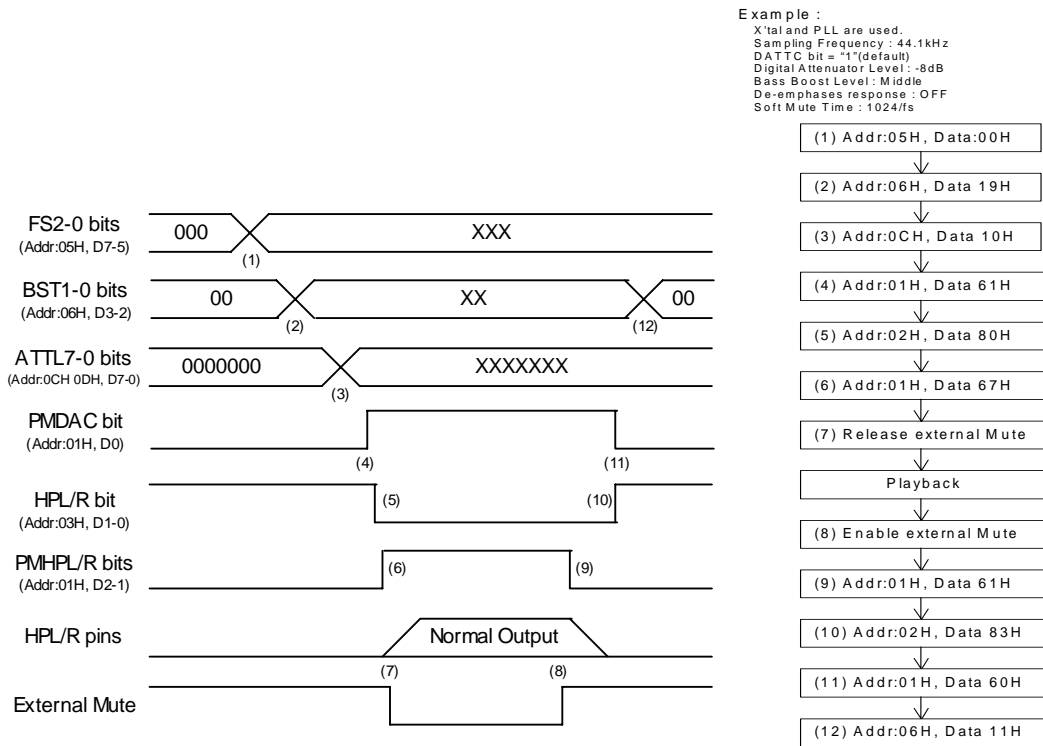 Example :
X'tal and PLL are used.
Sampling Frequency : 44.1kHz
DATTC bit = “1”(default)
Digital Attenuator Level : -8dB
Bass Boost Level : Middle
De-emphases response : OFF
Soft Mute Time : 1024/fs
(1) Addr:05H, Data:00H
(2) Addr:06H, Data 19H
(3) Addr:0CH, Data 10H
(4) Addr:01H, Data 61H
(5) Addr:02H, Data 80H
(6) Addr:01H, Data 67H
(7) Release external Mute
Playback
(8) Enable external Mute
(9) Addr:01H, Data 61H
(10) Addr:02H, Data 83H
(11) Addr:01H, Data 60H
(12) Addr:06H, Data 11H
FS2-0 bits
(Addr:05H, D7-5)
000
XXX
(1)
BST1-0 bits
(Addr:06H, D3-2)
00
XX
00
(2)
(12)
ATTL7-0 bits
(Addr:0CH 0DH, D7-0)
0000000
XXXXXXX
(3)
PMDAC bit
(Addr:01H, D0)
(4)
(11)
HPL/R bit
(Addr:03H, D1-0)
(5)
(10)
PMHPL/R bits
(Addr:01H, D2-1)
(6)
(9)
HPL/R pins
Normal Output
(7)
(8)
External Mute